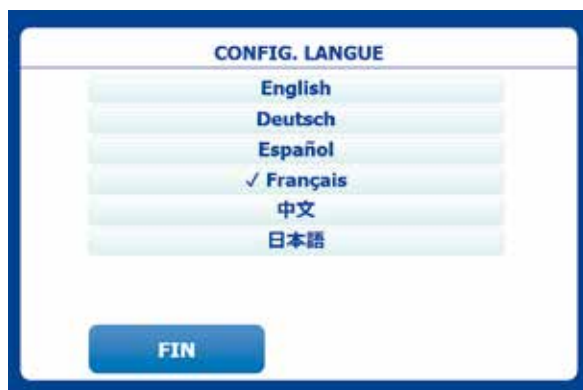 CONFIG. LANGUE
English
Deutsch
Español
✓ Français
中文
日本語
FIN